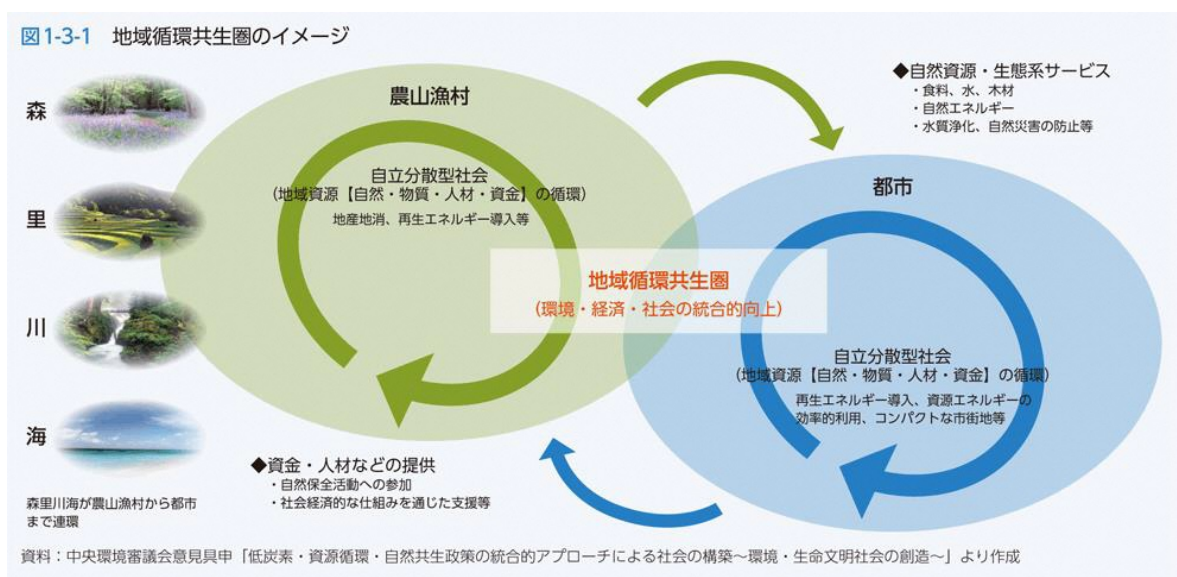 図1-3-1 地域循環共生圏のイメージ
森
里
川
海
森里川海が農山漁村から都市
まで連環
農山漁村
自立分散型社会
(地域資源【自然・物質・人材・資金】の循環)
地産地消、再生エネルギー導入等
◆自然資源・生態系サービス
・食料、水、木材
・自然エネルギー
・水質浄化、自然災害の防止等
都市
地域循環共生圏
(環境・経済・社会の統合的向上)
自立分散型社会
(地域資源【自然・物質・人材・資金】の循環)
再生エネルギー導入、資源エネルギーの
効率的利用、コンパクトな市街地等
◆資金・人材などの提供
・自然保全活動への参加
・社会経済的な仕組みを通じた支援等
資料:中央環境審議会意見具申「低炭素・資源循環・自然共生政策の統合的アプローチによる社会の構築~環境・生命文明社会の創造~」より作成